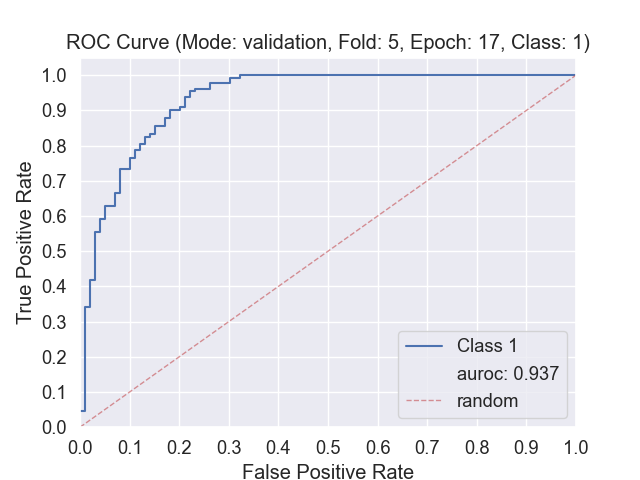 ROC Curve (Mode: validation, Fold: 5, Epoch: 17, Class: 1)
True Positive Rate
1.0
0.9
0.8
0.7
0.6
0.5
0.4
0.3
0.2
0.1
0.0
Class 1
auroc: 0.937
random
0.0 0.1 0.2 0.3 0.4 0.5 0.6 0.7 0.8 0.9 1.0
False Positive Rate